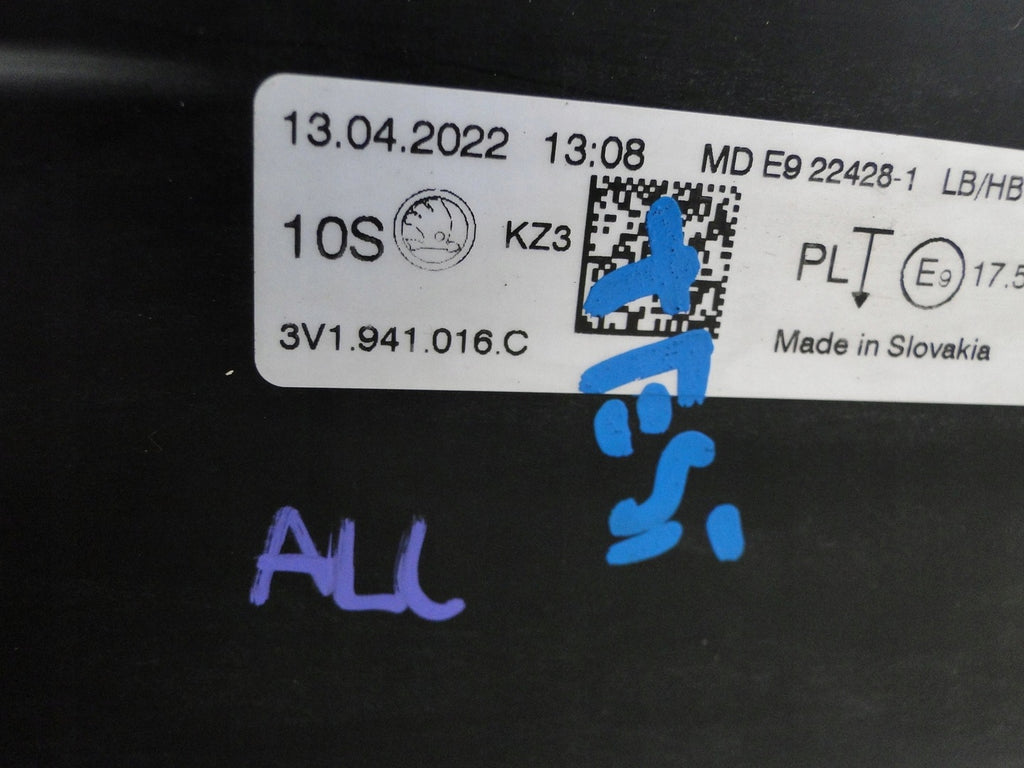 13.04.2022 13:08 MD E9 22428-1 LB/HB
10S KZ3 PL E9 17.5
3V1.941.016.C Made in Slovakia
ALL